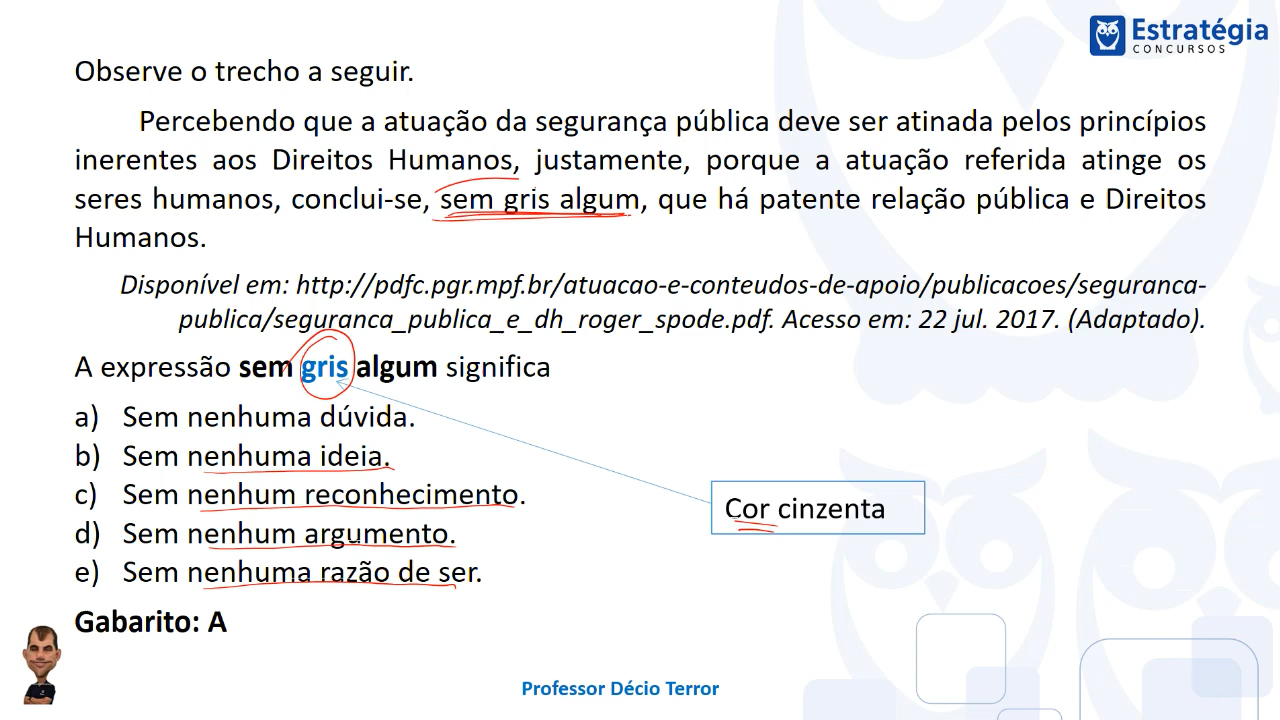 Estratégia
CONCURSOS
Observe o trecho a seguir.
Percebendo que a atuação da segurança pública deve ser atinada pelos princípios
inerentes aos Direitos Humanos, justamente, porque a atuação referida atinge os
seres humanos, conclui-se, sem gris algum, que há patente relação pública e Direitos
Humanos.
Disponível em: http://pdfc.pgr.mpf.br/atuacao-e-conteudos-de-apoio/publicacoes/seguranca-
publica/seguranca_publica_e_dh_roger_spode.pdf. Acesso em: 22 jul. 2017. (Adaptado).
A expressão sem gris algum significa
a) Sem nenhuma dúvida.
b) Sem nenhuma ideia.
c) Sem nenhum reconhecimento.
d) Sem nenhum argumento.
e) Sem nenhuma razão de ser.
Cor cinzenta
Gabarito: A
Professor Décio Terror